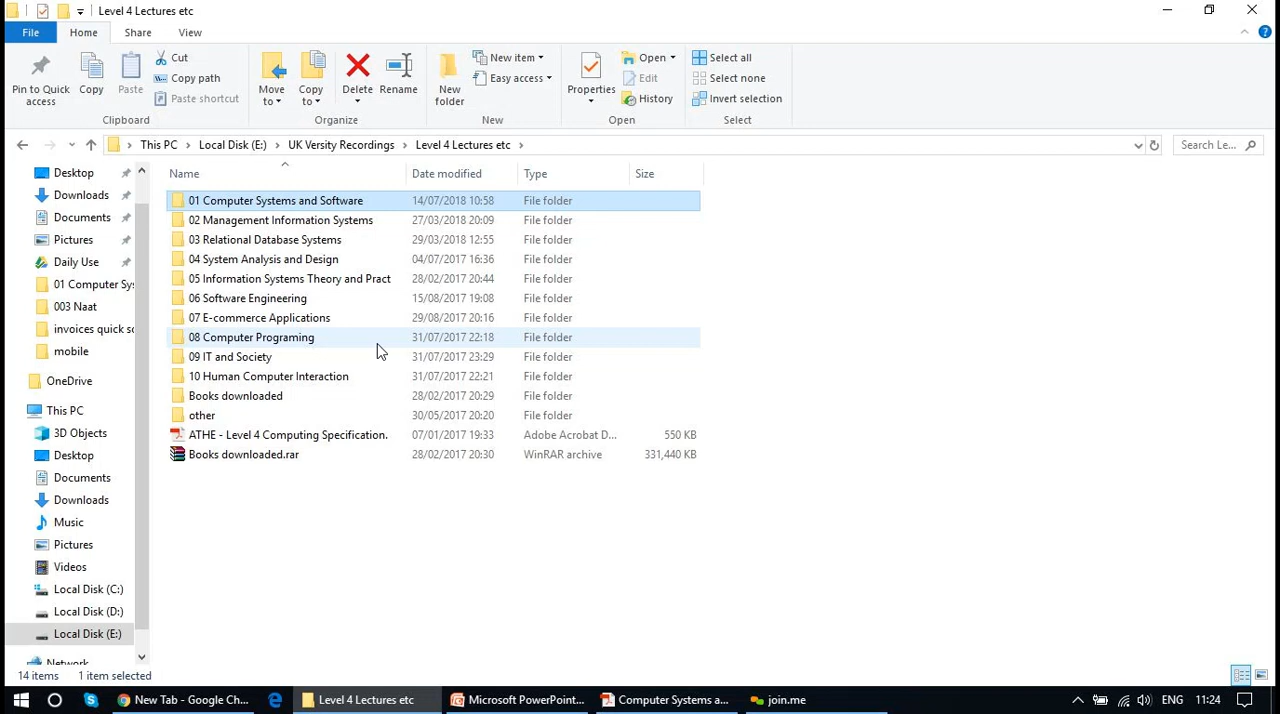 Level 4 Lectures etc
File Home Share View
Pin to Quick access
Copy
Paste
Cut
Copy path
Paste shortcut
Clipboard
Move to
Copy to
Delete
Rename
Organize
New folder
New item
Easy access
New
Properties
Open
Edit
History
Open
Select all
Select none
Invert selection
Select
This PC > Local Disk (E:) > UK Versity Recordings > Level 4 Lectures etc >
Search Le...
Name Date modified Type Size
Desktop
Downloads
Documents
Pictures
Daily Use
01 Computer Sy
003 Naat
invoices quick sc
mobile
OneDrive
This PC
3D Objects
Desktop
Documents
Downloads
Music
Pictures
Videos
Local Disk (C:)
Local Disk (D:)
Local Disk (E:)
Network
01 Computer Systems and Software 14/07/2018 10:58 File folder
02 Management Information Systems 27/03/2018 20:09 File folder
03 Relational Database Systems 29/03/2018 12:55 File folder
04 System Analysis and Design 04/07/2017 16:36 File folder
05 Information Systems Theory and Pract 28/02/2017 20:44 File folder
06 Software Engineering 15/08/2017 19:08 File folder
07 E-commerce Applications 29/08/2017 20:16 File folder
08 Computer Programing 31/07/2017 22:18 File folder
09 IT and Society 31/07/2017 23:29 File folder
10 Human Computer Interaction 31/07/2017 22:21 File folder
Books downloaded 28/02/2017 20:29 File folder
other 30/05/2017 20:20 File folder
ATHE - Level 4 Computing Specification. 07/01/2017 19:33 Adobe Acrobat D... 550 KB
Books downloaded.rar 28/02/2017 20:30 WinRAR archive 331,440 KB
14 items 1 item selected
New Tab - Google Ch... Level 4 Lectures etc Microsoft PowerPoint... Computer Systems a... join.me ENG 11:24